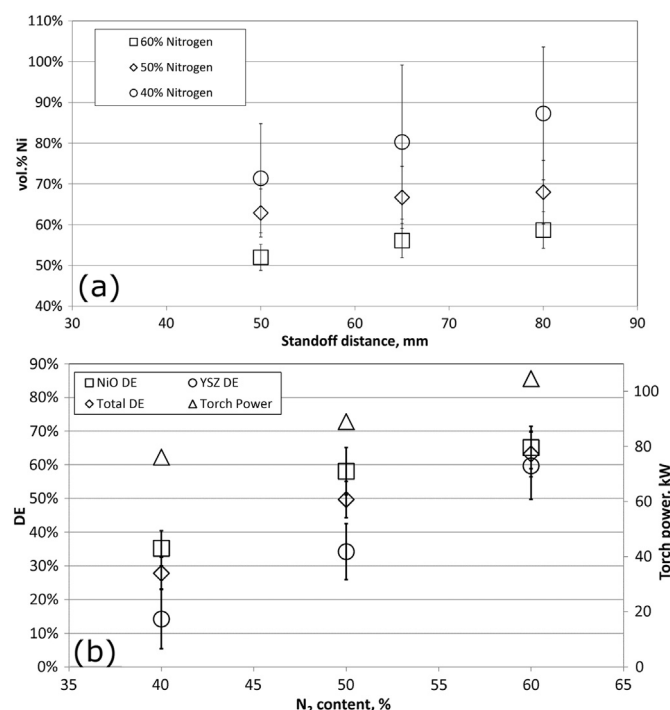 (a)
110%
100%
90%
80%
70%
60%
50%
40%
vol.% Ni
60% Nitrogen
50% Nitrogen
40% Nitrogen
30 40 50 60 70 80 90
Standoff distance, mm
(b)
90%
80%
70%
60%
50%
40%
30%
20%
10%
0%
DE
NiO DE YSZ DE
Total DE Torch Power
100
80
60
40
20
0
Torch power, kW
35 40 45 50 55 60 65
N₂ content, %